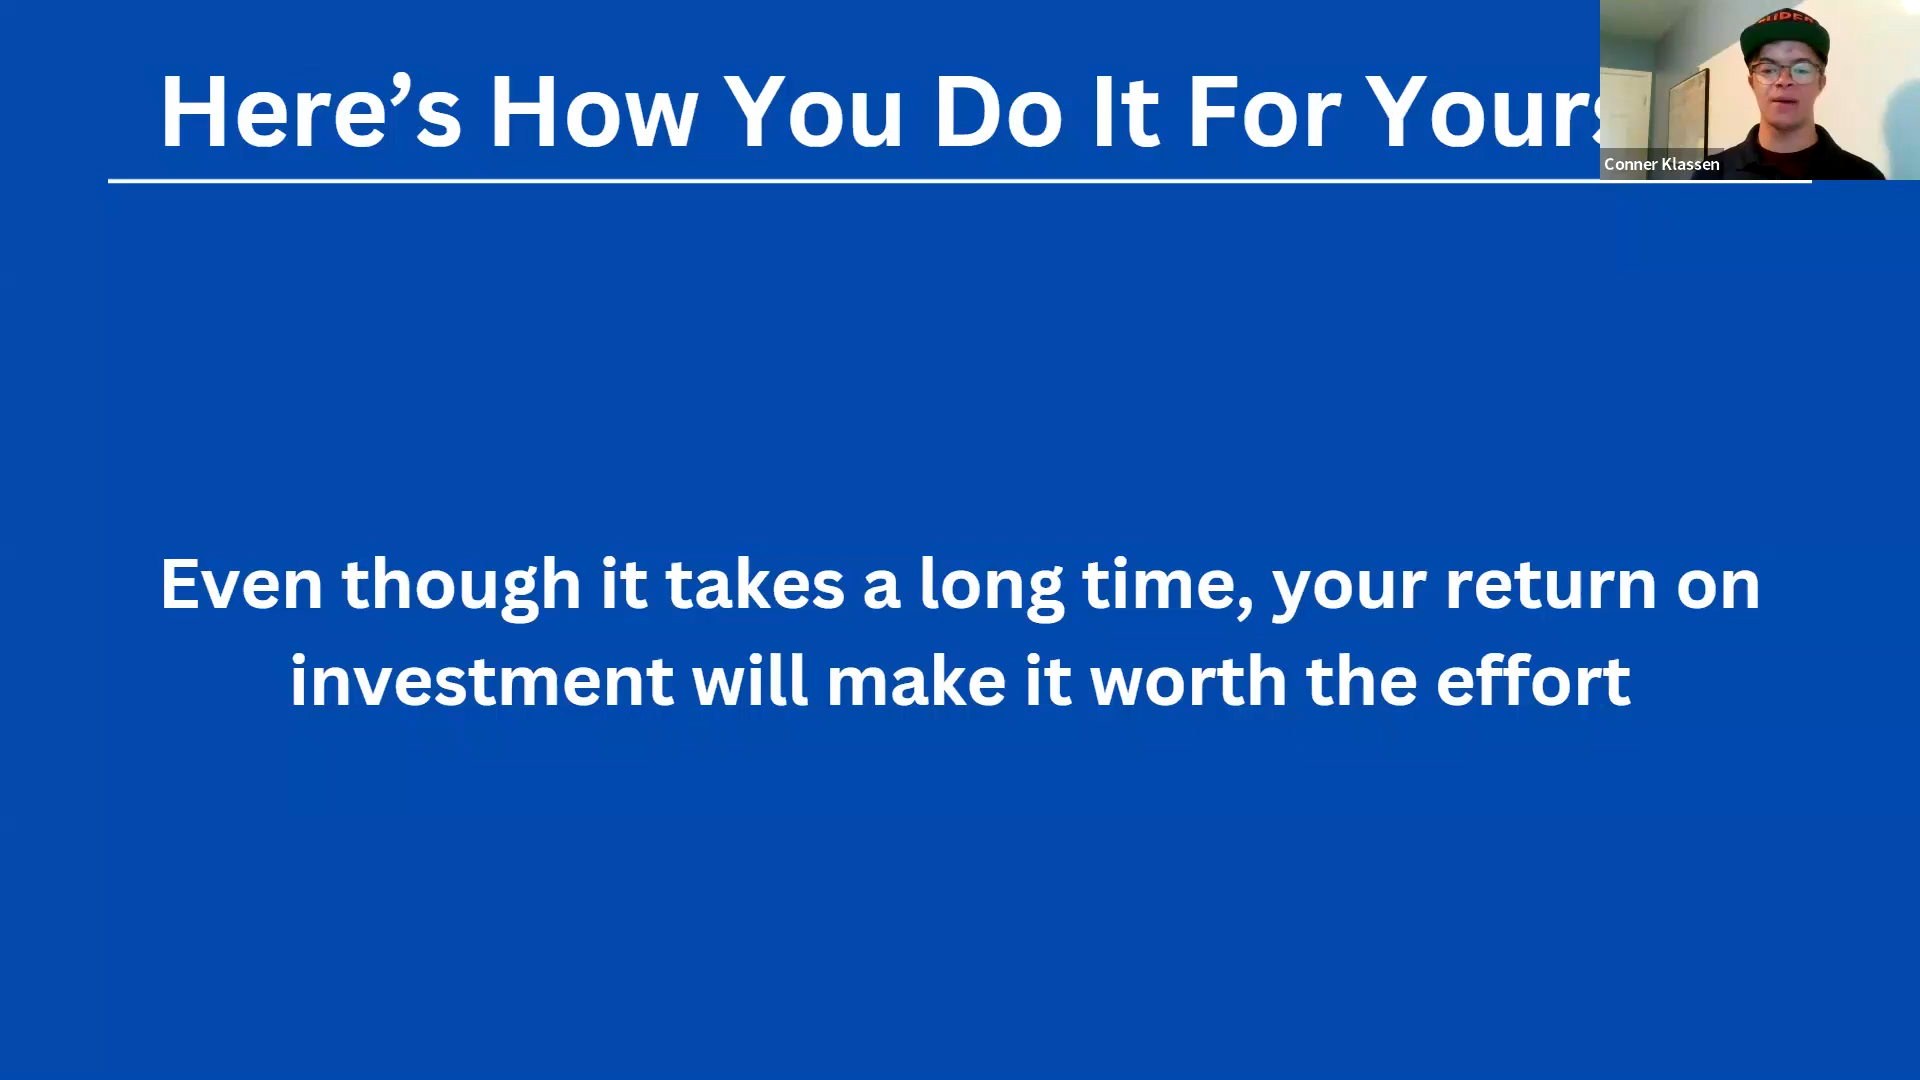 Here’s How You Do It For
Conner Klassen
Even though it takes a long time, your return on
investment will make it worth the effort